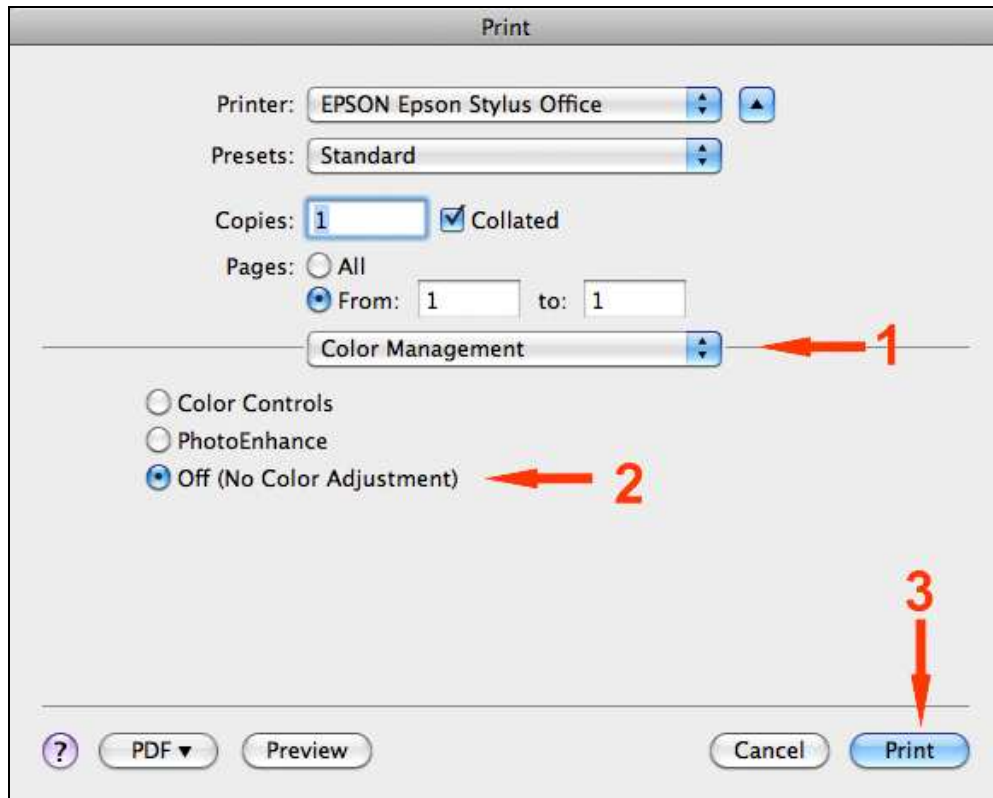 Print
Printer: EPSON Epson Stylus Office
Presets: Standard
Copies: 1 Collated
Pages: All
From: 1 to: 1
Color Management 1
Color Controls
PhotoEnhance
Off (No Color Adjustment) 2
3
? PDF Preview Cancel Print